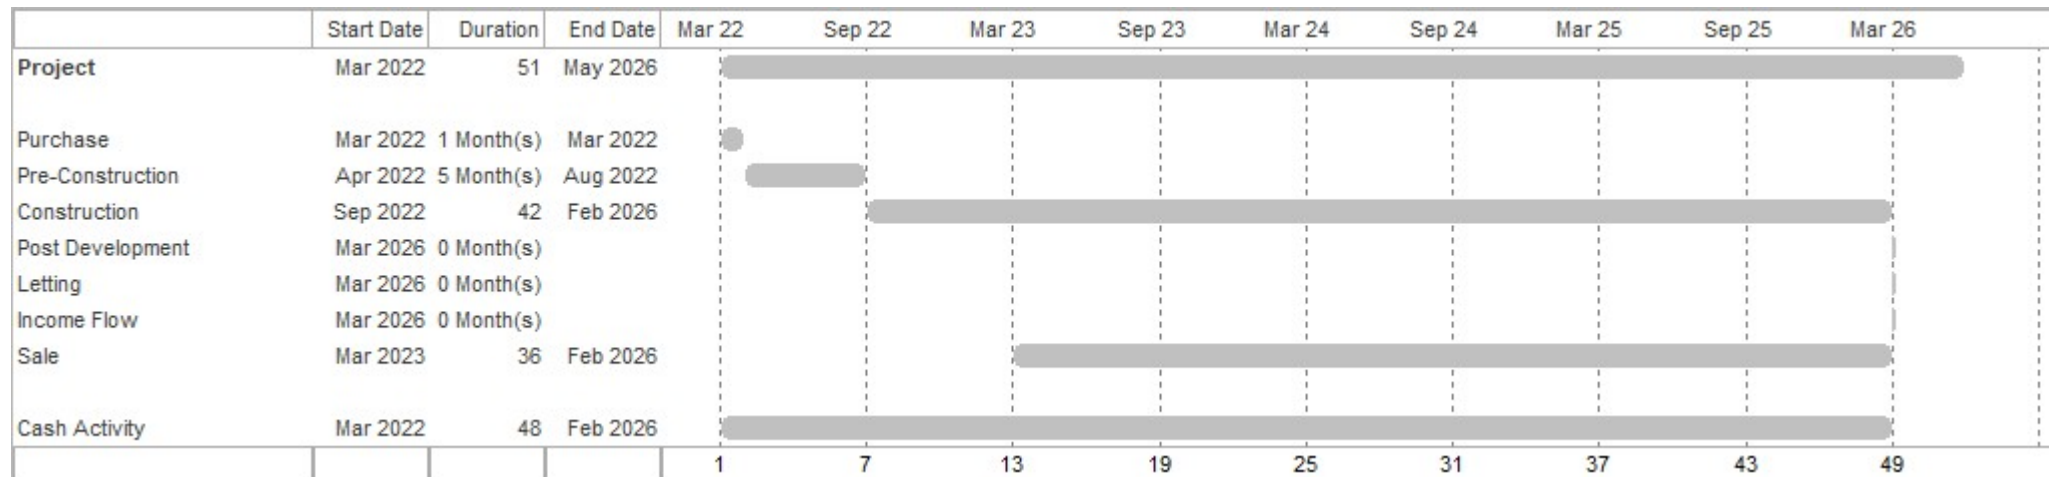 Start Date Duration End Date Mar 22 Sep 22 Mar 23 Sep 23 Mar 24 Sep 24 Mar 25 Sep 25 Mar 26
Project Mar 2022 51 May 2026
Purchase Mar 2022 1 Month(s) Mar 2022
Pre-Construction Apr 2022 5 Month(s) Aug 2022
Construction Sep 2022 42 Feb 2026
Post Development Mar 2026 0 Month(s)
Letting Mar 2026 0 Month(s)
Income Flow Mar 2026 0 Month(s)
Sale Mar 2023 36 Feb 2026
Cash Activity Mar 2022 48 Feb 2026
1 7 13 19 25 31 37 43 49